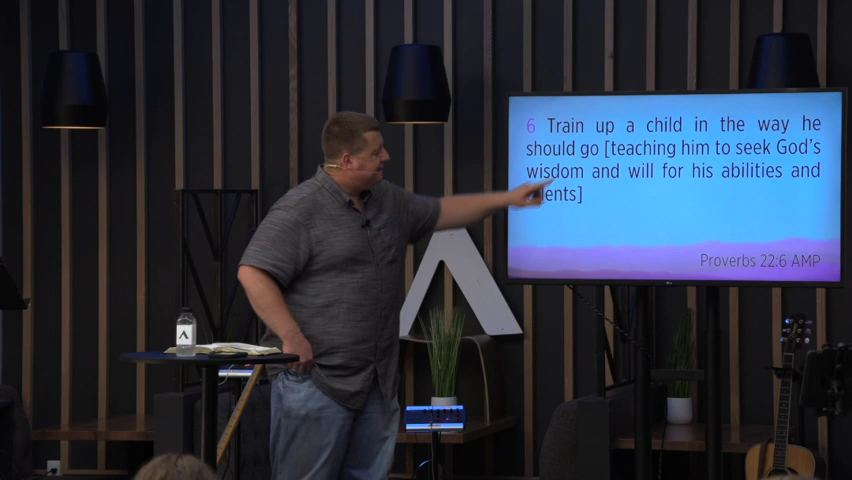 6 Train up a child in the way he
should go [teaching him to seek God's
wisdom and will for his abilities and
ents]
Proverbs 22:6 AMP